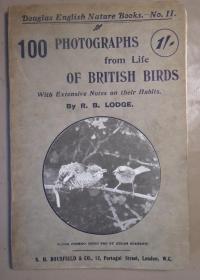 Douglas English Nature Books.—No. II.
100 PHOTOGRAPHS
1/-
from Life
OF BRITISH BIRDS
With Extensive Notes on their Habits.
By R. B. LODGE.
S. H. BOUSFIELD & CO., 12, Portugal Street, London, W.C.